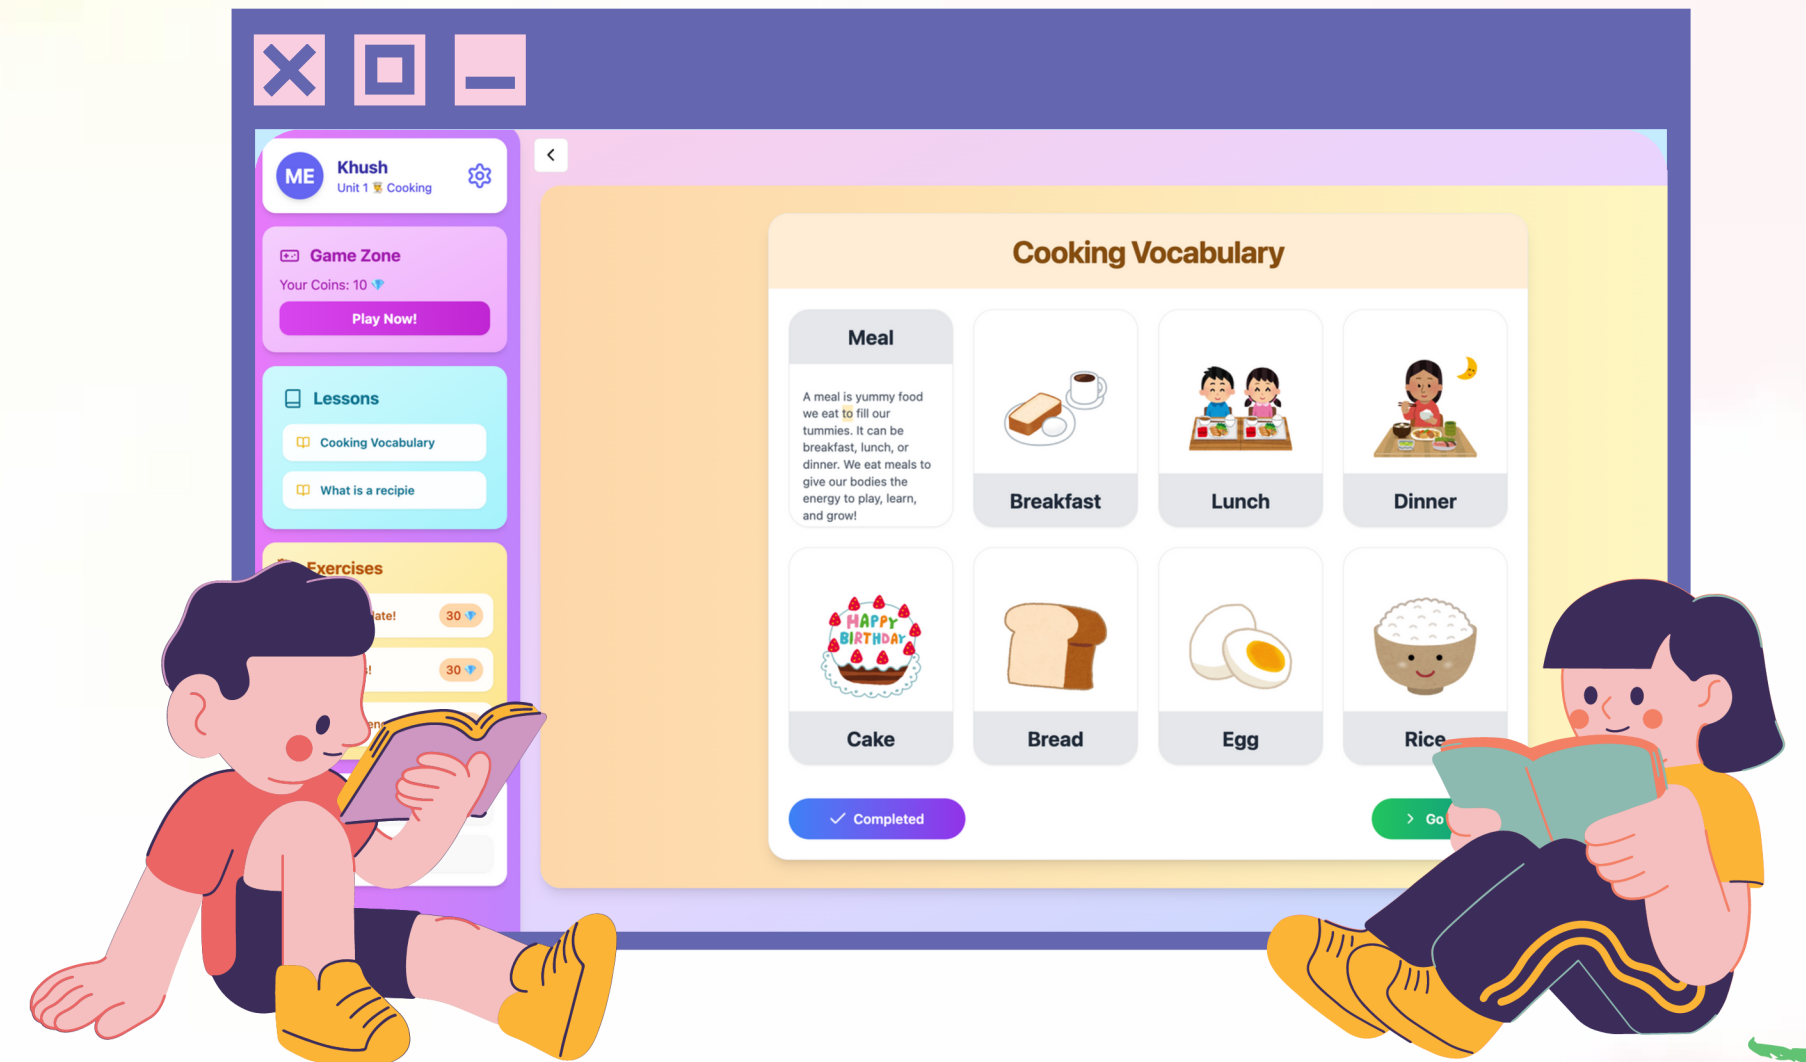 ME
Khush
Unit 1 👨‍🍳 Cooking
Game Zone
Your Coins: 10 💎
Play Now!
Lessons
Cooking Vocabulary
What is a recipie
Exercises
30 💎
30 💎
Cooking Vocabulary
Meal
A meal is yummy food
we eat to fill our
tummies. It can be
breakfast, lunch, or
dinner. We eat meals to
give our bodies the
energy to play, learn,
and grow!
Breakfast
Lunch
Dinner
HAPPY
BIRTHDAY
Cake
Bread
Egg
Rice
Completed
Go